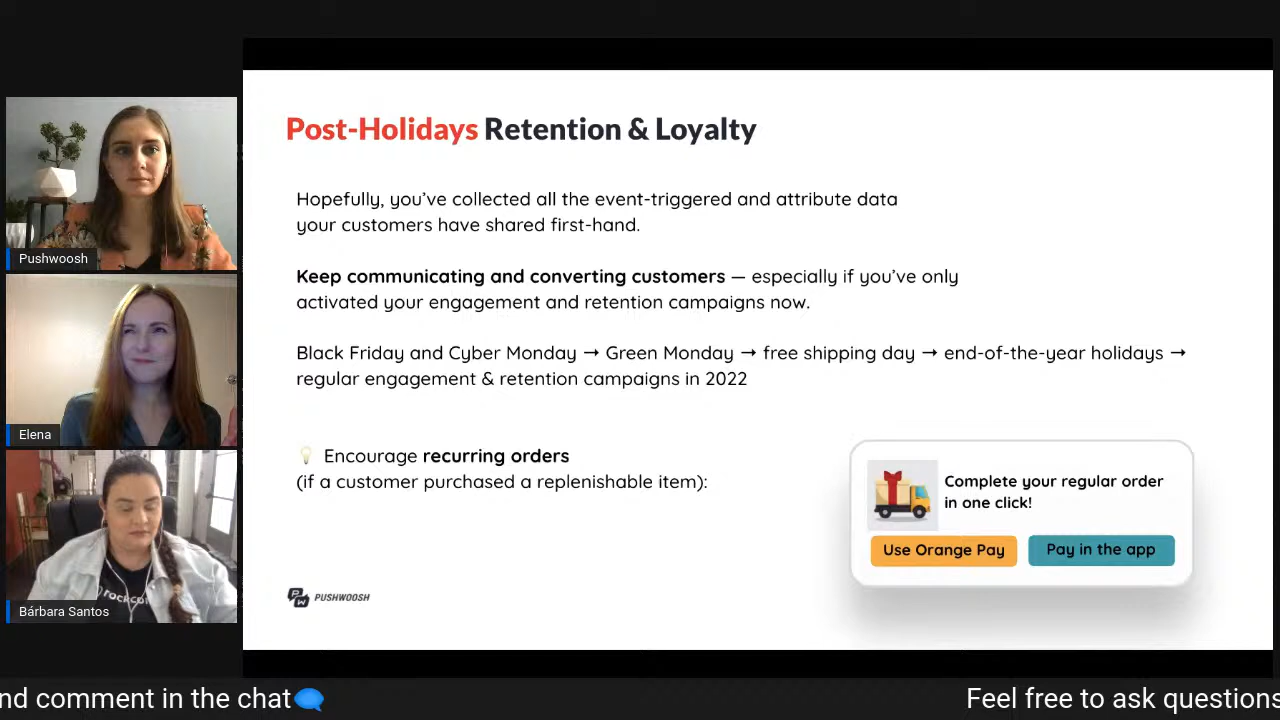 Post-Holidays Retention & Loyalty
Hopefully, you've collected all the event-triggered and attribute data
your customers have shared first-hand.
Keep communicating and converting customers — especially if you've only
activated your engagement and retention campaigns now.
Black Friday and Cyber Monday → Green Monday → free shipping day → end-of-the-year holidays →
regular engagement & retention campaigns in 2022
💡 Encourage recurring orders
(if a customer purchased a replenishable item):
Complete your regular order
in one click!
Use Orange Pay
Pay in the app
PW PUSHWOOSH
Pushwoosh
Elena
rockcon
Bárbara Santos
nd comment in the chat
Feel free to ask questions